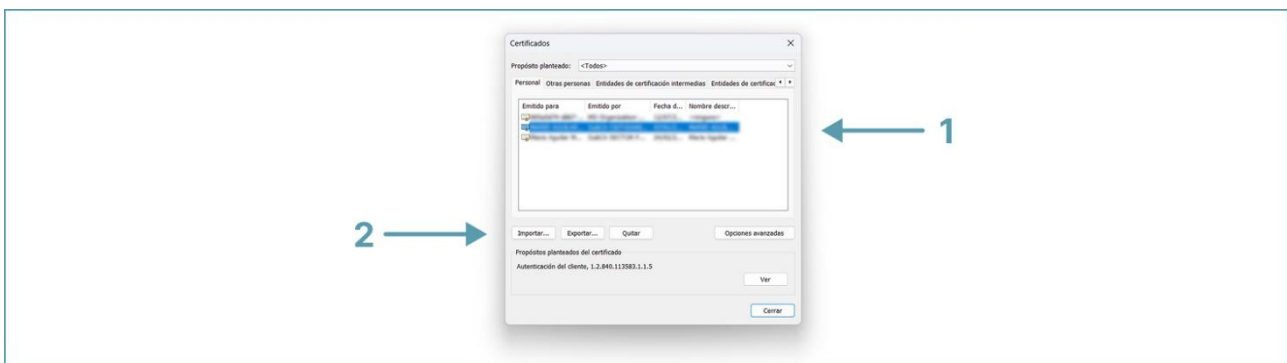 Certificados
Propósito planteado: <Todos>
Personal Otras personas Entidades de certificación intermedias Entidades de certificac
Emitido para Emitido por Fecha d... Nombre descr...
1
2
Importar... Exportar... Quitar Opciones avanzadas
Propósitos planteados del certificado
Autenticación del cliente, 1.2.840.113583.1.1.5
Ver
Cerrar